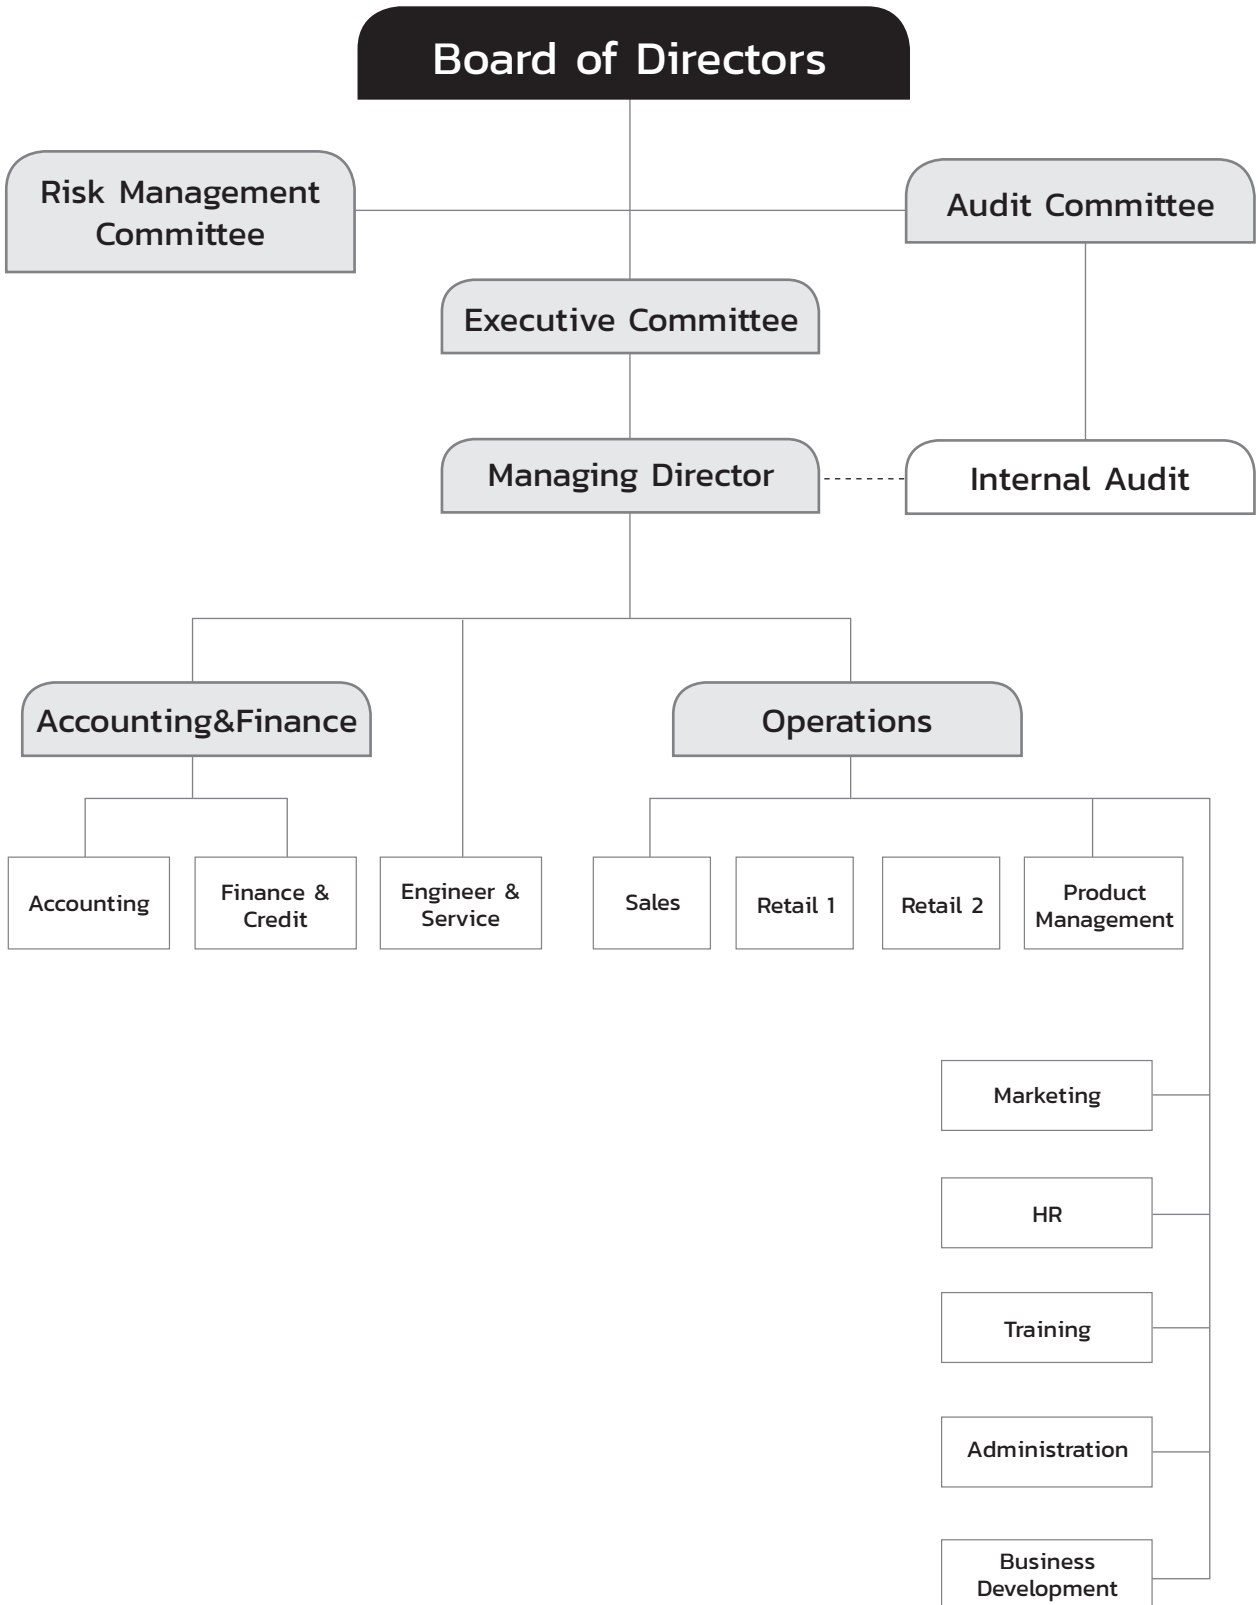 Board of Directors
Risk Management
Committee
Audit Committee
Executive Committee
Managing Director
Internal Audit
Accounting&Finance
Operations
Accounting
Finance &
Credit
Engineer &
Service
Sales
Retail 1
Retail 2
Product
Management
Marketing
HR
Training
Administration
Business
Development